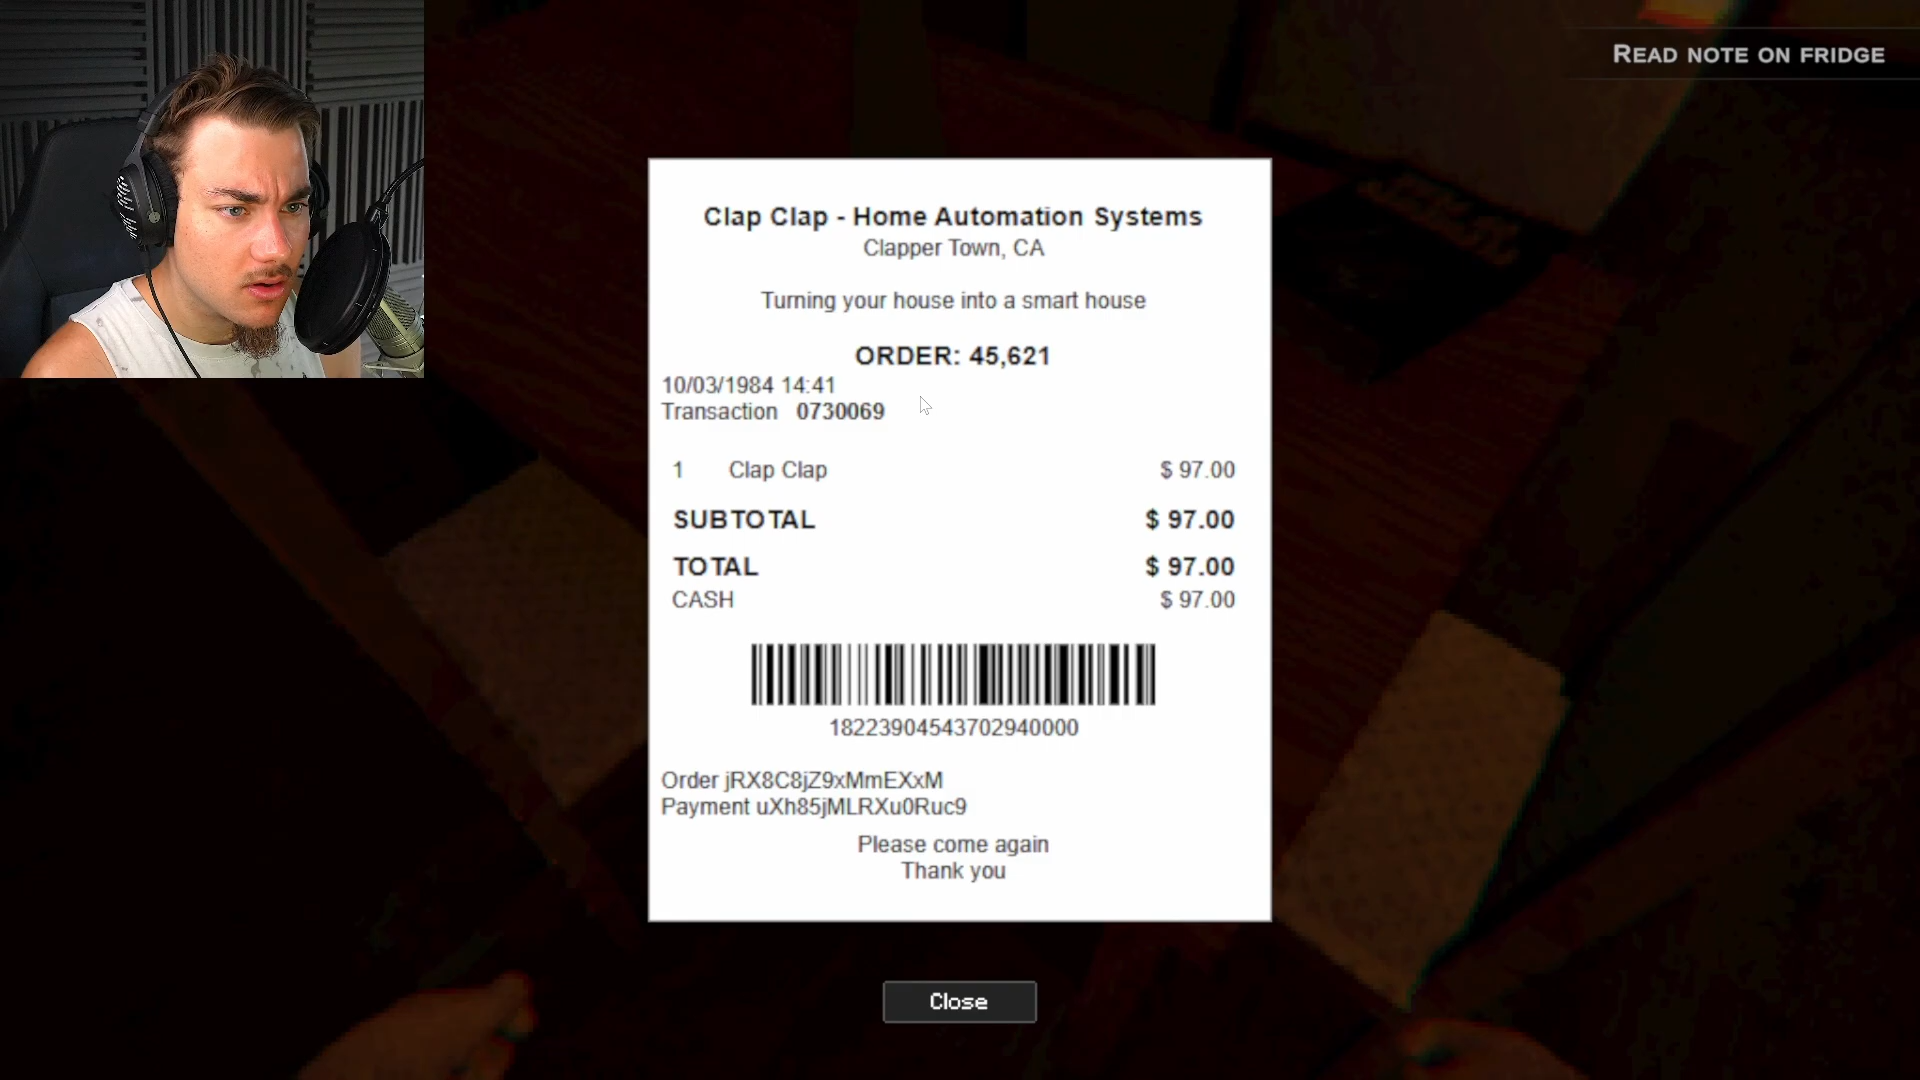 READ NOTE ON FRIDGE
Clap Clap - Home Automation Systems
Clapper Town, CA
Turning your house into a smart house
ORDER: 45,621
10/03/1984 14:41
Transaction 0730069
1 Clap Clap $ 97.00
SUBTOTAL $ 97.00
TOTAL $ 97.00
CASH $ 97.00
18223904543702940000
Order jRX8C8jZ9xMmEXxM
Payment uXh85jMLRXu0Ruc9
Please come again
Thank you
Close